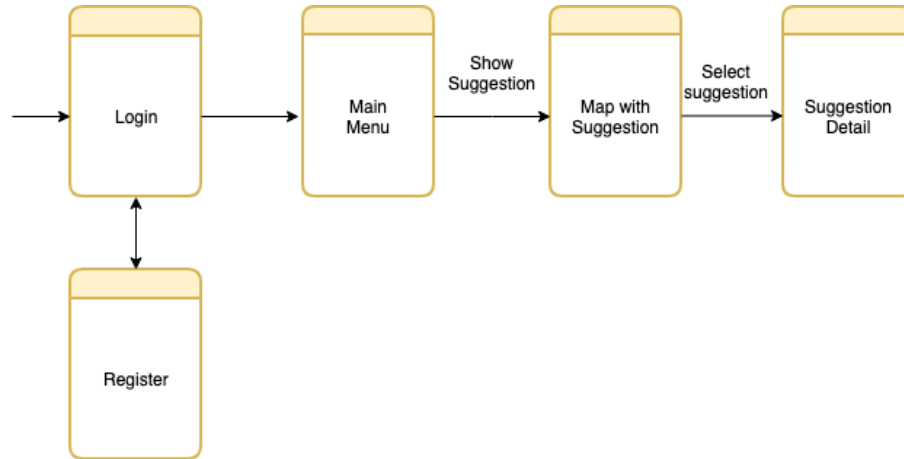 Login
Main
Menu
Show
Suggestion
Map with
Suggestion
Select
suggestion
Suggestion
Detail
Register